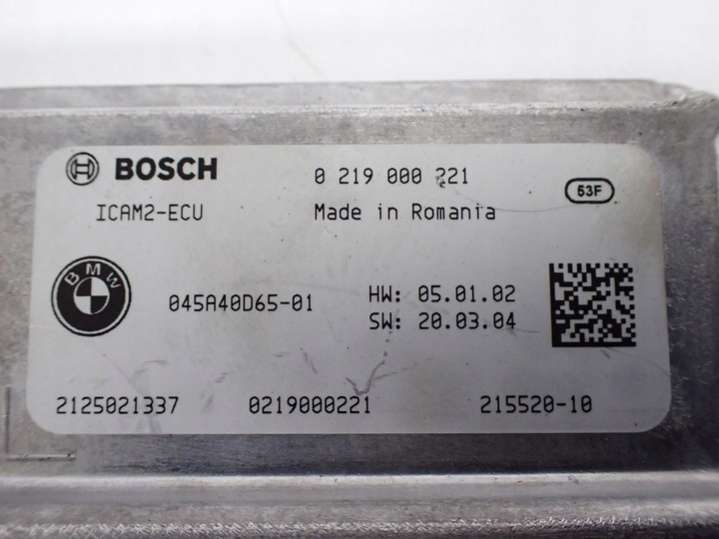 BOSCH 0 219 000 221
53F
ICAM2-ECU Made in Romania
BMW
045A40D65-01 HW: 05.01.02
SW: 20.03.04
2125021337 0219000221 215520-10